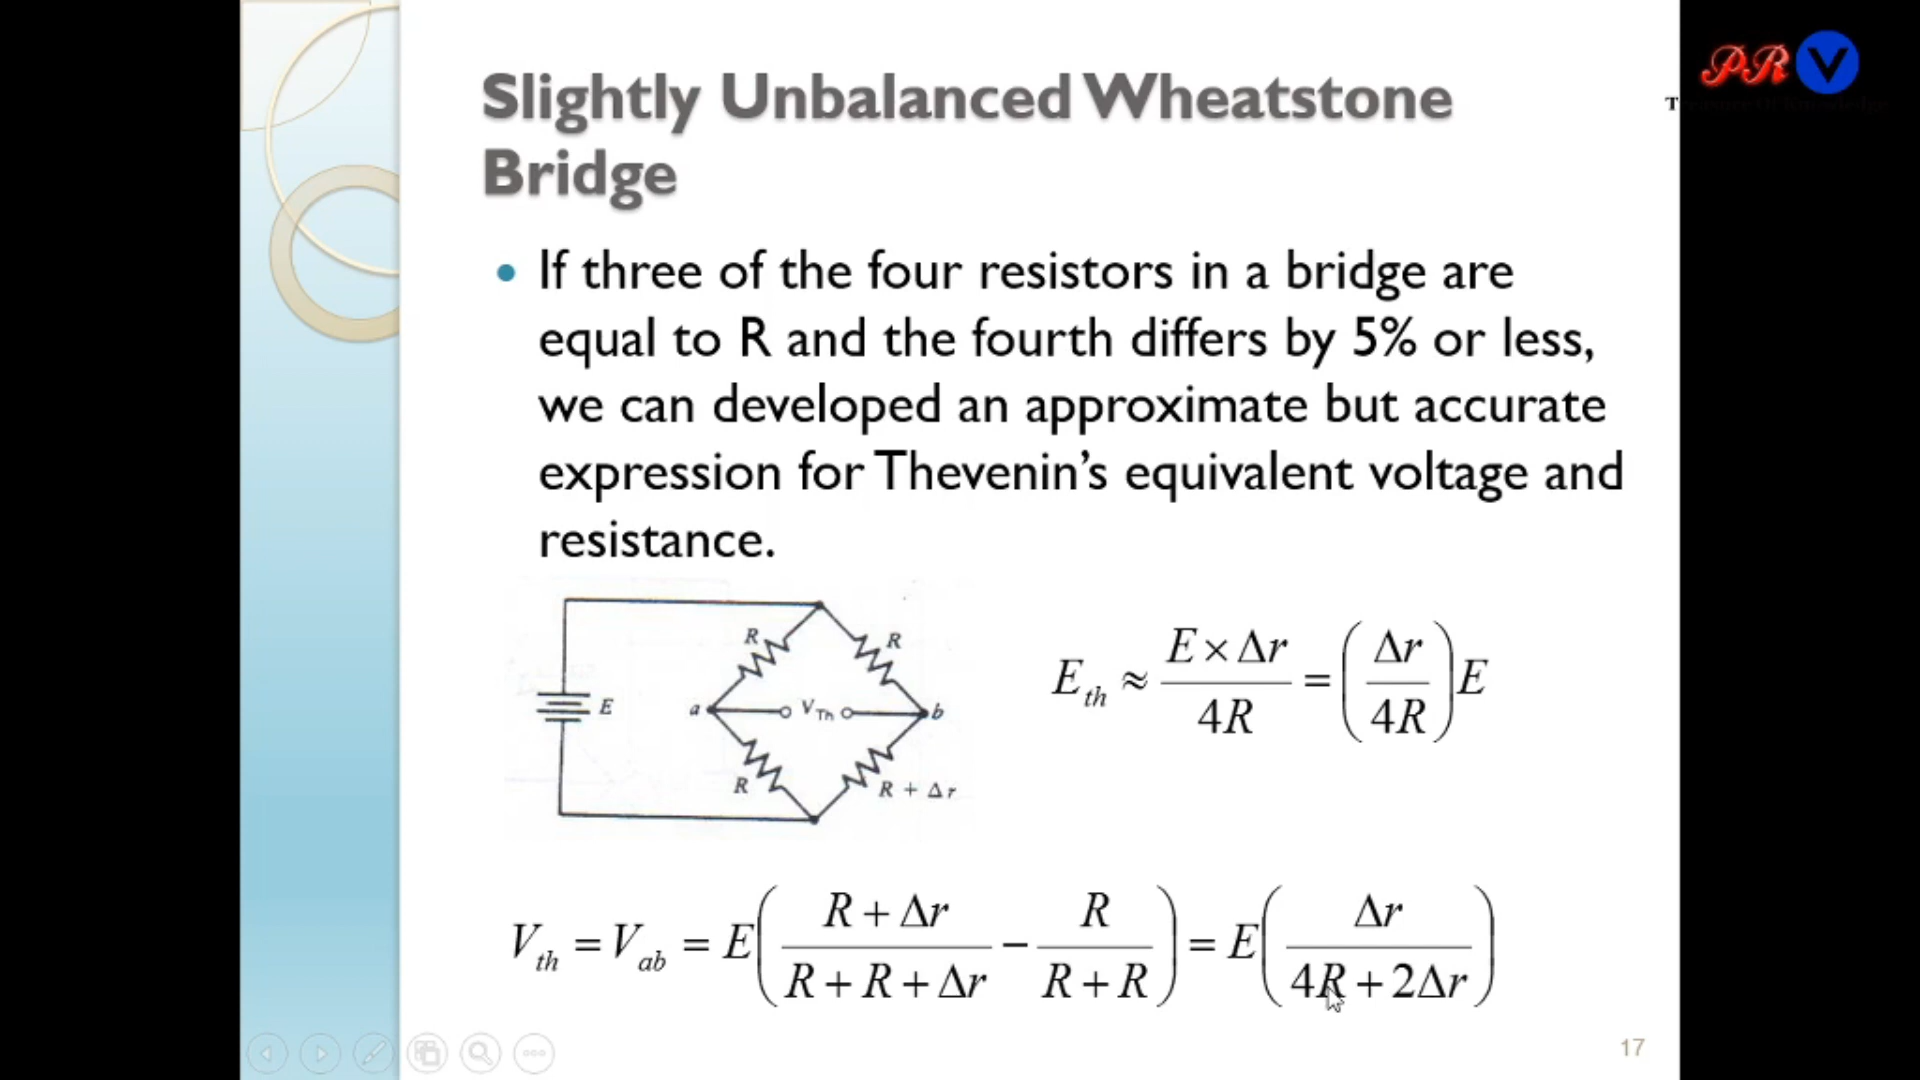 PR V
Slightly Unbalanced Wheatstone
Bridge
• If three of the four resistors in a bridge are
equal to R and the fourth differs by 5% or less,
we can developed an approximate but accurate
expression for Thevenin's equivalent voltage and
resistance.
R R
E a V_Th b
R R + Δr
E_th ≈ (E × Δr)/(4R) = (Δr/4R) E
V_th = V_ab = E( (R + Δr)/(R + R + Δr) − R/(R + R) ) = E( Δr/(4R + 2Δr) )
17